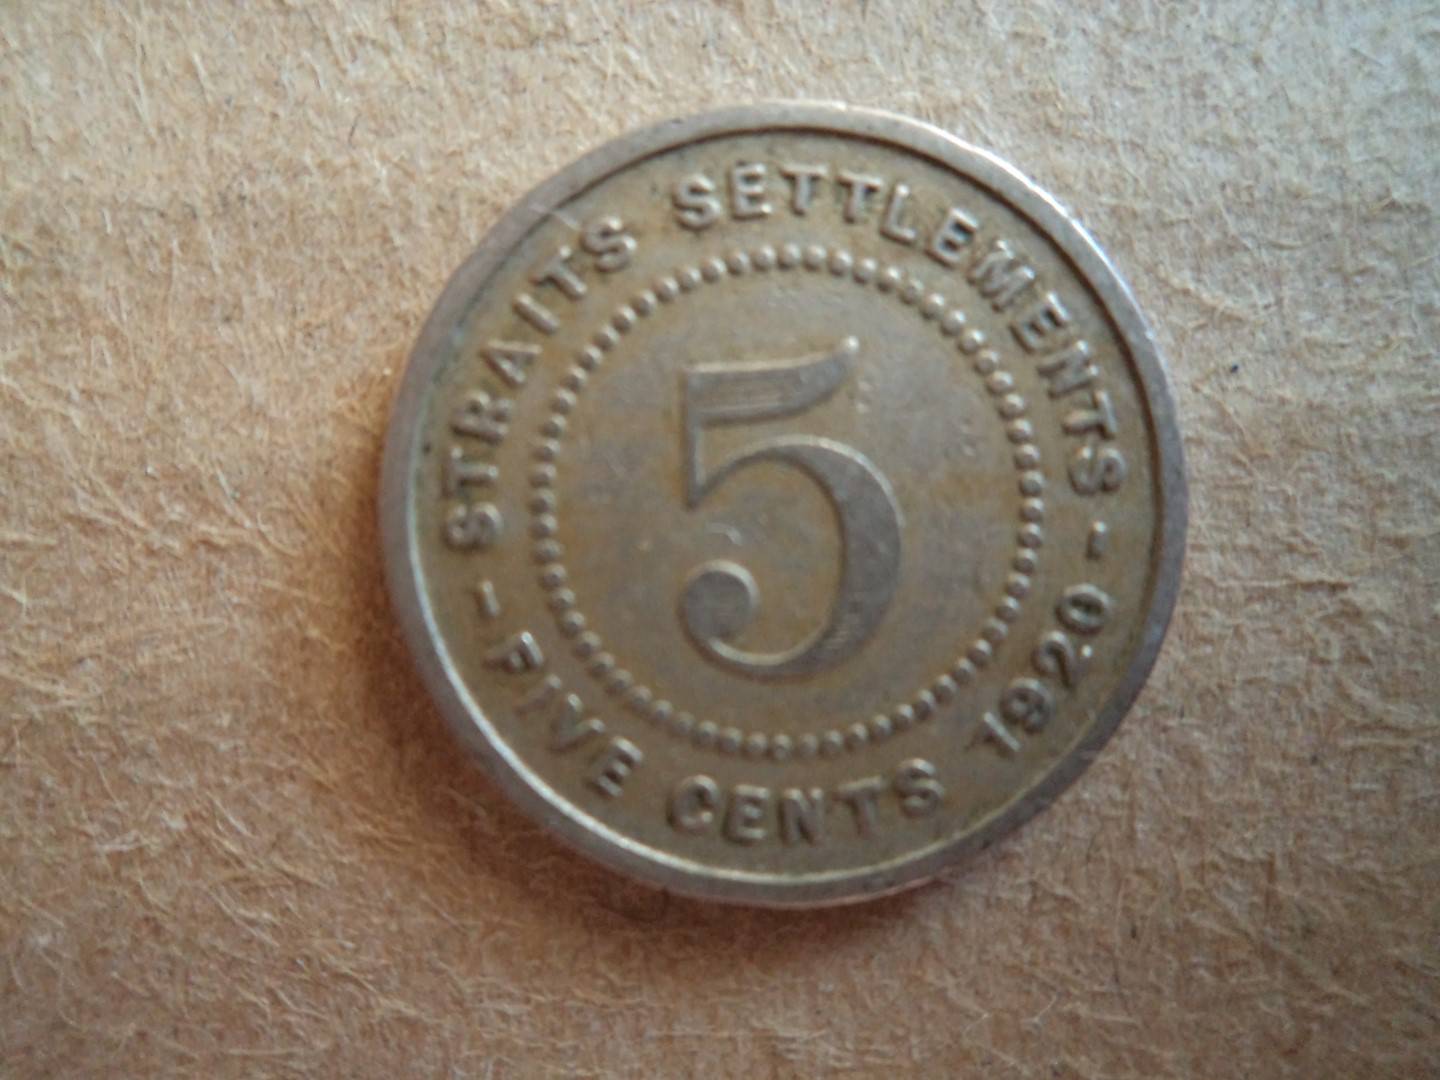 STRAITS SETTLEMENTS
5
- FIVE CENTS 1920 -